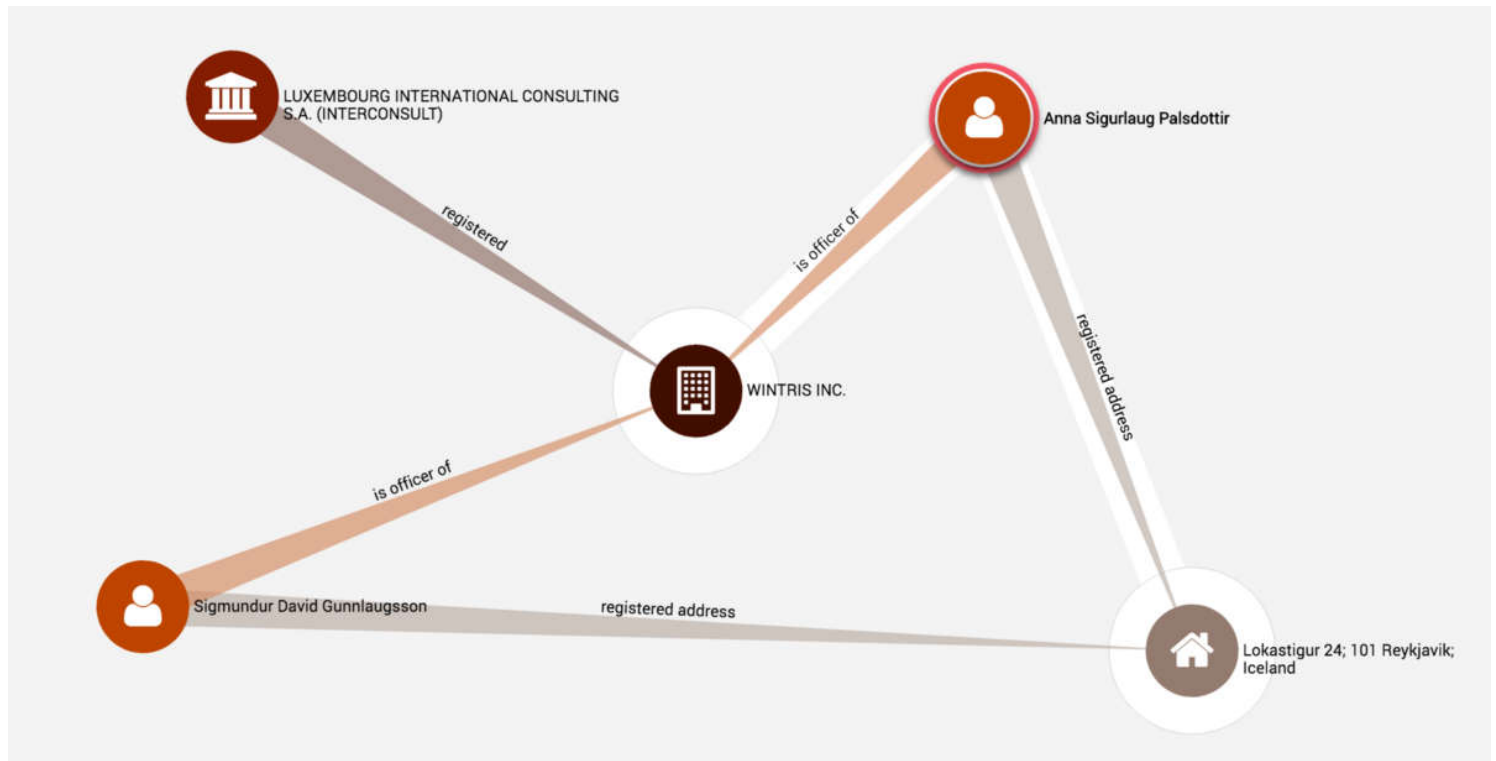 LUXEMBOURG INTERNATIONAL CONSULTING
S.A. (INTERCONSULT)
Anna Sigurlaug Palsdottir
registered
is officer of
registered address
WINTRIS INC.
is officer of
Sigmundur David Gunnlaugsson
registered address
Lokastigur 24; 101 Reykjavik;
Iceland